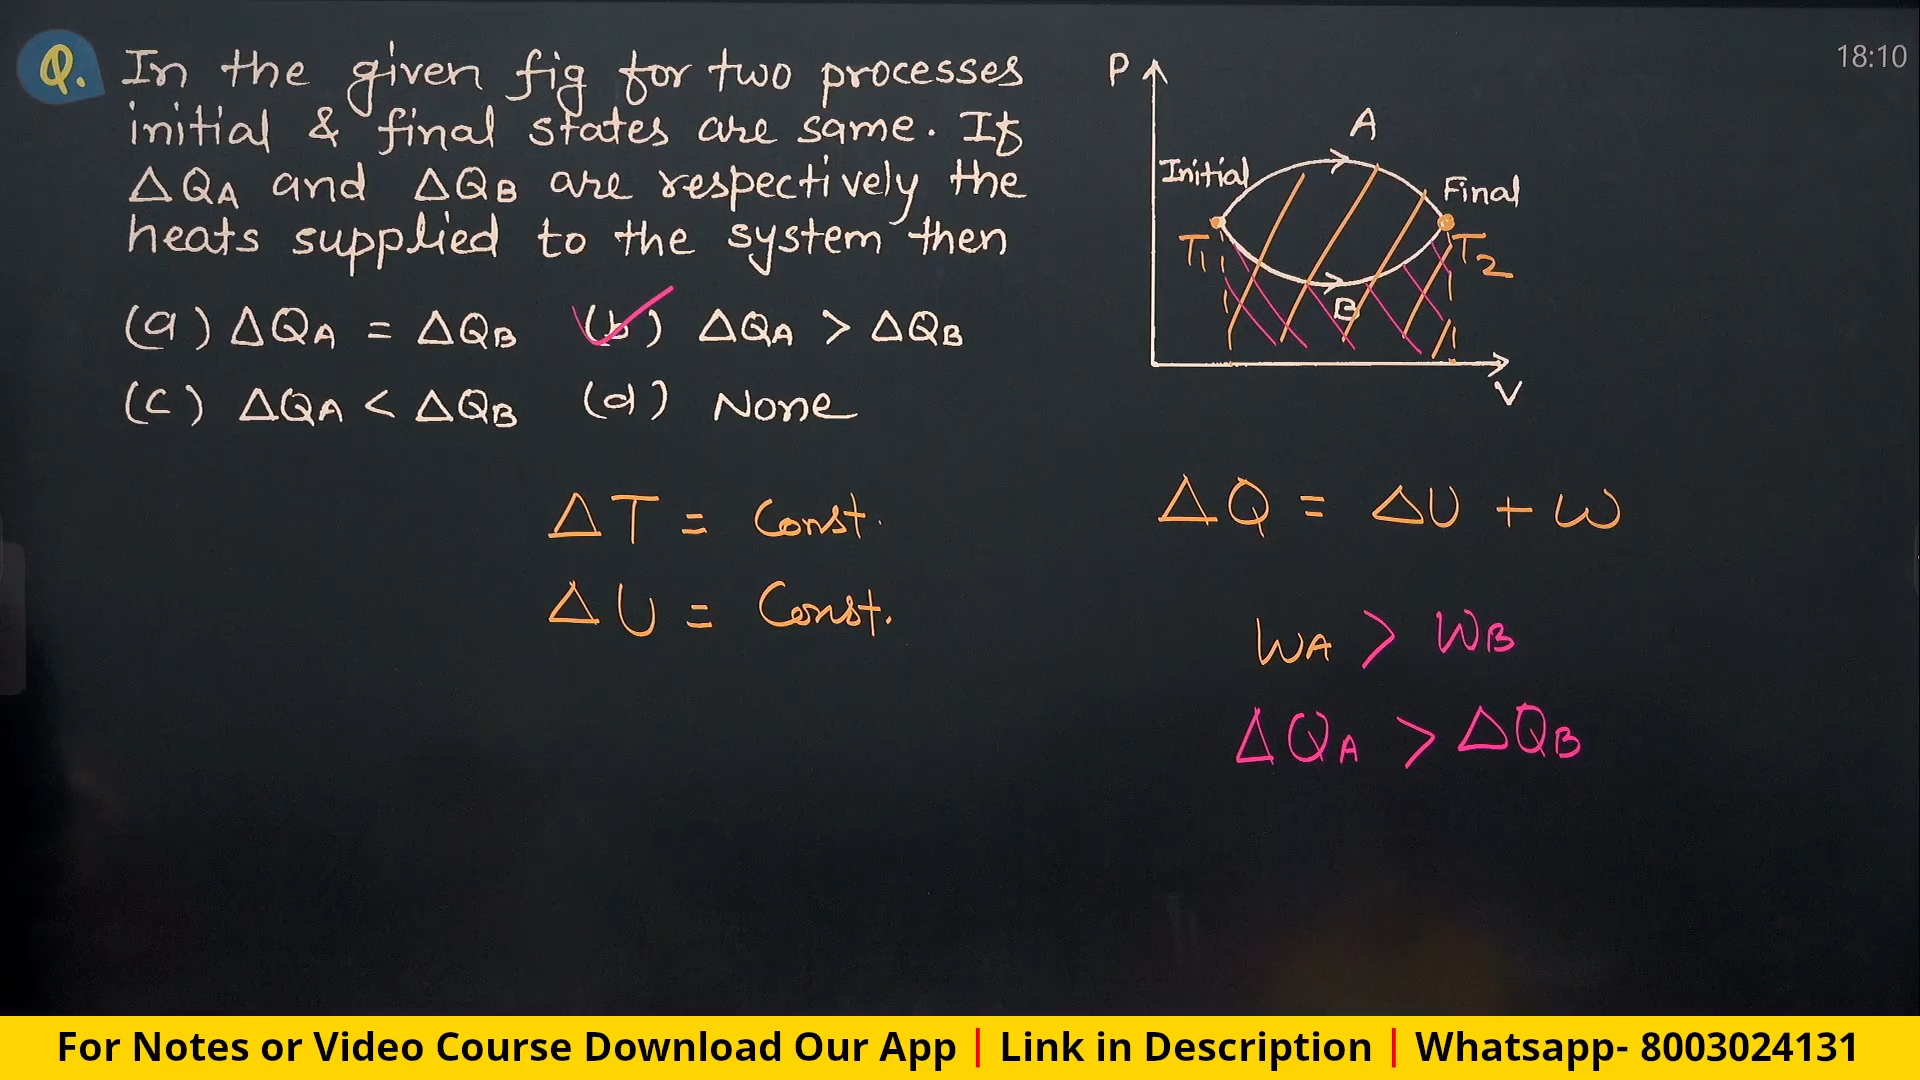 Q. In the given fig for two processes
initial & final states are same. If
ΔQA and ΔQB are respectively the
heats supplied to the system then
(a) ΔQA = ΔQB (b) ΔQA > ΔQB
(c) ΔQA < ΔQB (d) None
18:10
P
A
Initial
Final
T1
T2
B
V
ΔT = Const.
ΔU = Const.
ΔQ = ΔU + W
WA > WB
ΔQA > ΔQB
For Notes or Video Course Download Our App | Link in Description | Whatsapp- 8003024131